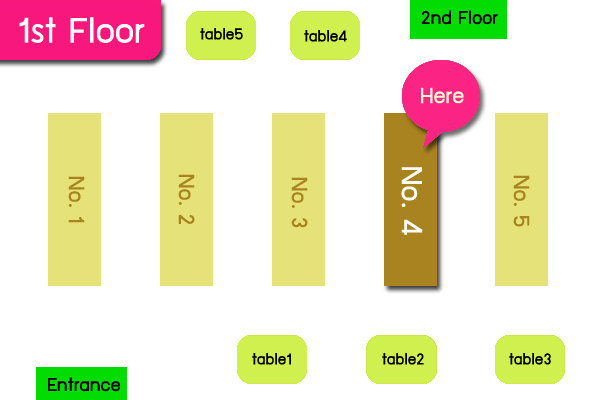 1st Floor
table5
table4
2nd Floor
Here
No. 1
No. 2
No. 3
No. 4
No. 5
table1
table2
table3
Entrance